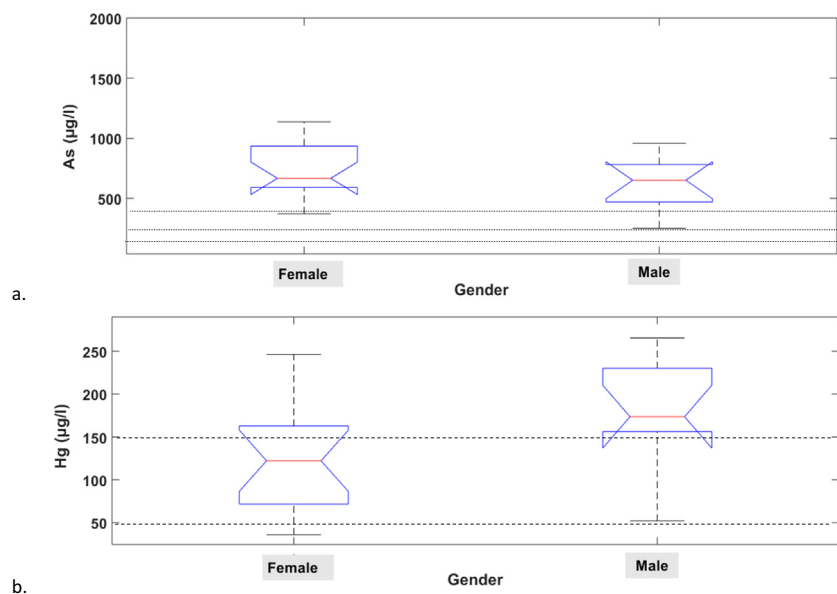 2000
1500
1000
500
As (µg/l)
Female
Male
Gender
a.
250
200
150
100
50
Hg (µg/l)
Female
Male
Gender
b.